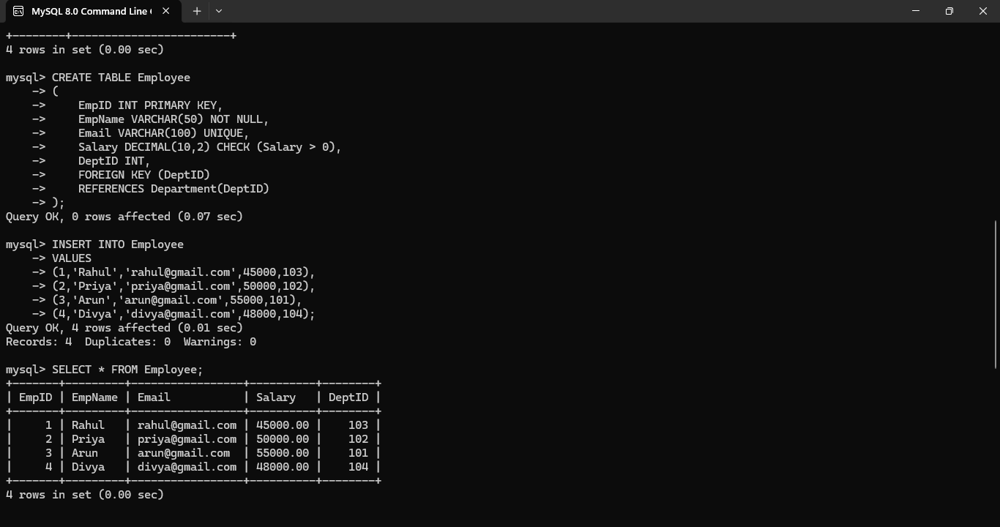 MySQL 8.0 Command Line
+--------+------------------------+
4 rows in set (0.00 sec)
mysql> CREATE TABLE Employee
    -> (
    ->     EmpID INT PRIMARY KEY,
    ->     EmpName VARCHAR(50) NOT NULL,
    ->     Email VARCHAR(100) UNIQUE,
    ->     Salary DECIMAL(10,2) CHECK (Salary > 0),
    ->     DeptID INT,
    ->     FOREIGN KEY (DeptID)
    ->     REFERENCES Department(DeptID)
    -> );
Query OK, 0 rows affected (0.07 sec)
mysql> INSERT INTO Employee
    -> VALUES
    -> (1,'Rahul','rahul@gmail.com',45000,103),
    -> (2,'Priya','priya@gmail.com',50000,102),
    -> (3,'Arun','arun@gmail.com',55000,101),
    -> (4,'Divya','divya@gmail.com',48000,104);
Query OK, 4 rows affected (0.01 sec)
Records: 4  Duplicates: 0  Warnings: 0
mysql> SELECT * FROM Employee;
+-------+---------+-----------------+----------+--------+
| EmpID | EmpName | Email           | Salary   | DeptID |
+-------+---------+-----------------+----------+--------+
|     1 | Rahul   | rahul@gmail.com | 45000.00 |    103 |
|     2 | Priya   | priya@gmail.com | 50000.00 |    102 |
|     3 | Arun    | arun@gmail.com  | 55000.00 |    101 |
|     4 | Divya   | divya@gmail.com | 48000.00 |    104 |
+-------+---------+-----------------+----------+--------+
4 rows in set (0.00 sec)